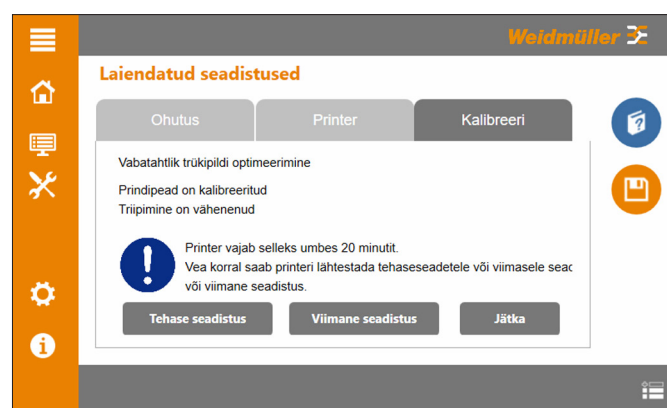 Weidmüller
Laiendatud seadistused
Ohutus Printer Kalibreeri
Vabatahtlik trükipildi optimeerimine
Prindipead on kalibreeritud
Triipimine on vähenenud
Printer vajab selleks umbes 20 minutit.
Vea korral saab printeri lähtestada tehaseseadetele või viimasele
või viimane seadistus.
Tehase seadistus Viimane seadistus Jätka